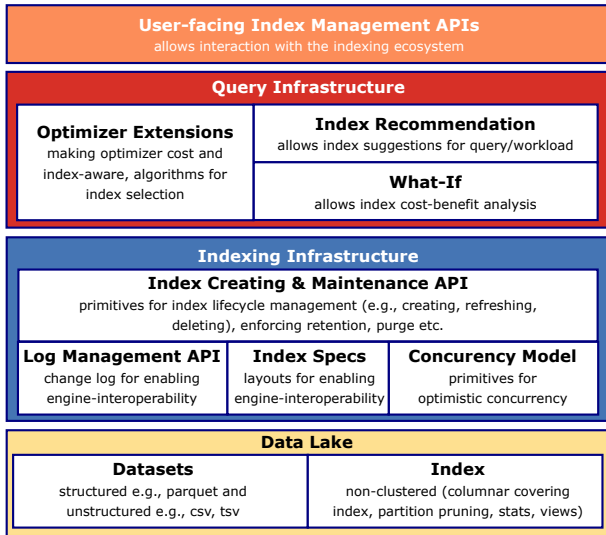 User-facing Index Management APIs
allows interaction with the indexing ecosystem
Query Infrastructure
Optimizer Extensions
making optimizer cost and
index-aware, algorithms for
index selection
Index Recommendation
allows index suggestions for query/workload
What-If
allows index cost-benefit analysis
Indexing Infrastructure
Index Creating & Maintenance API
primitives for index lifecycle management (e.g., creating, refreshing,
deleting), enforcing retention, purge etc.
Log Management API
change log for enabling
engine-interoperability
Index Specs
layouts for enabling
engine-interoperability
Concurency Model
primitives for
optimistic concurrency
Data Lake
Datasets
structured e.g., parquet and
unstructured e.g., csv, tsv
Index
non-clustered (columnar covering
index, partition pruning, stats, views)